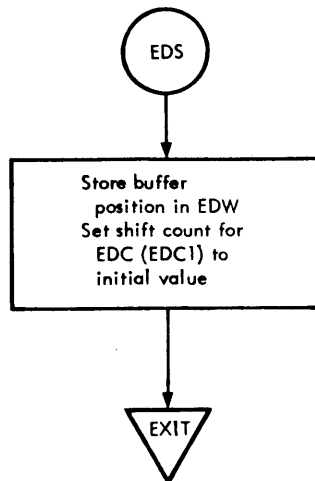 EDS
Store buffer
position in EDW
Set shift count for
EDC (EDC1) to
initial value
EXIT